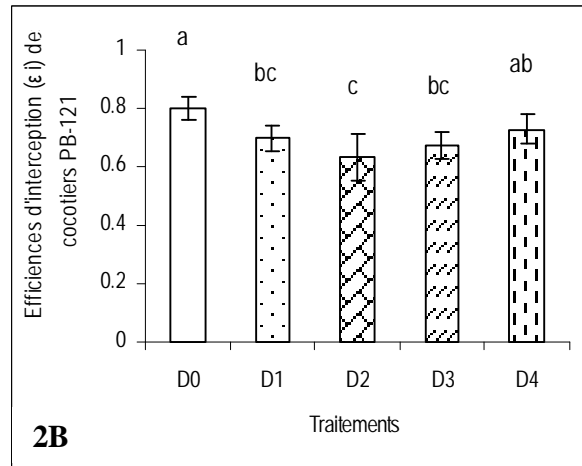 Efficiences d'interception (εi) de
cocotiers PB-121
1
0.8
0.6
0.4
0.2
0
a
bc
c
bc
ab
D0
D1
D2
D3
D4
Traitements
2B